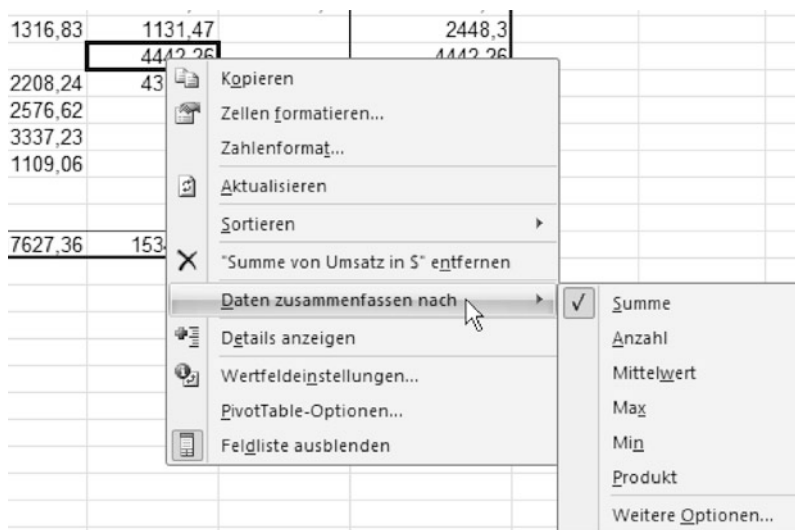 1316,83 1131,47 2448,3
4442,26 4442,26
2208,24 43
2576,62
3337,23
1109,06
7627,36 153
Kopieren
Zellen formatieren...
Zahlenformat...
Aktualisieren
Sortieren
"Summe von Umsatz in $" entfernen
Daten zusammenfassen nach
Details anzeigen
Wertfeldeinstellungen...
PivotTable-Optionen...
Feldliste ausblenden
Summe
Anzahl
Mittelwert
Max
Min
Produkt
Weitere Optionen...